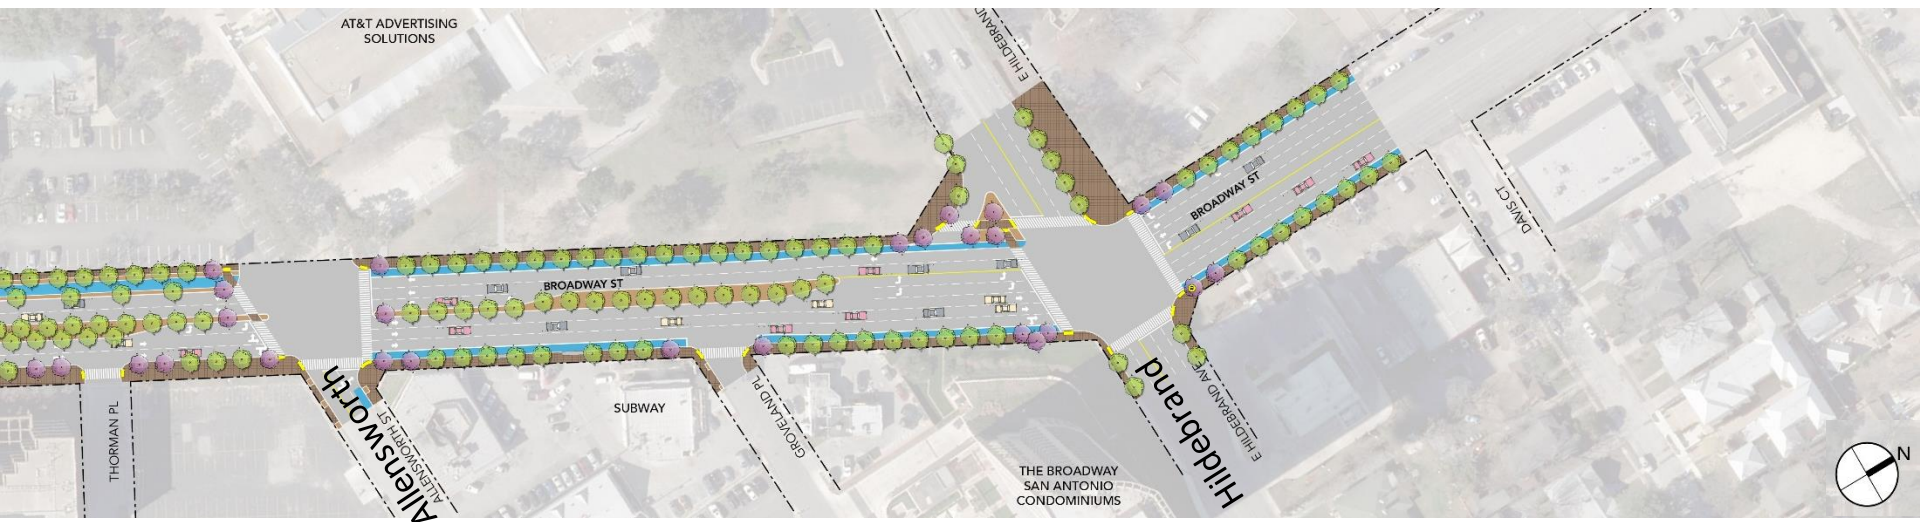 AT&T ADVERTISING
SOLUTIONS
E HILDEBRAND
BROADWAY ST
DAVIS CT
BROADWAY ST
THORMAN PL
Allensworth
ALLENSWORTH ST
SUBWAY
GROVELAND PL
THE BROADWAY
SAN ANTONIO
CONDOMINIUMS
Hildebrand
E HILDEBRAND AVE
N